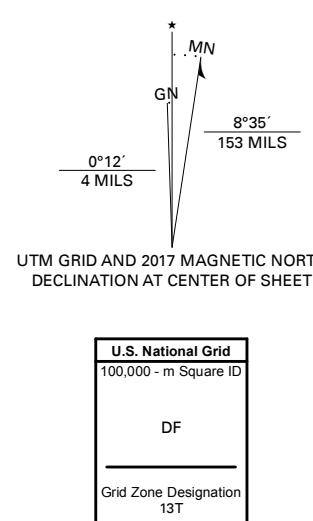 ★
MN
GN
8°35´
153 MILS
0°12´
4 MILS
UTM GRID AND 2017 MAGNETIC NORT
DECLINATION AT CENTER OF SHEET
U.S. National Grid
100,000 - m Square ID
DF
Grid Zone Designation
13T